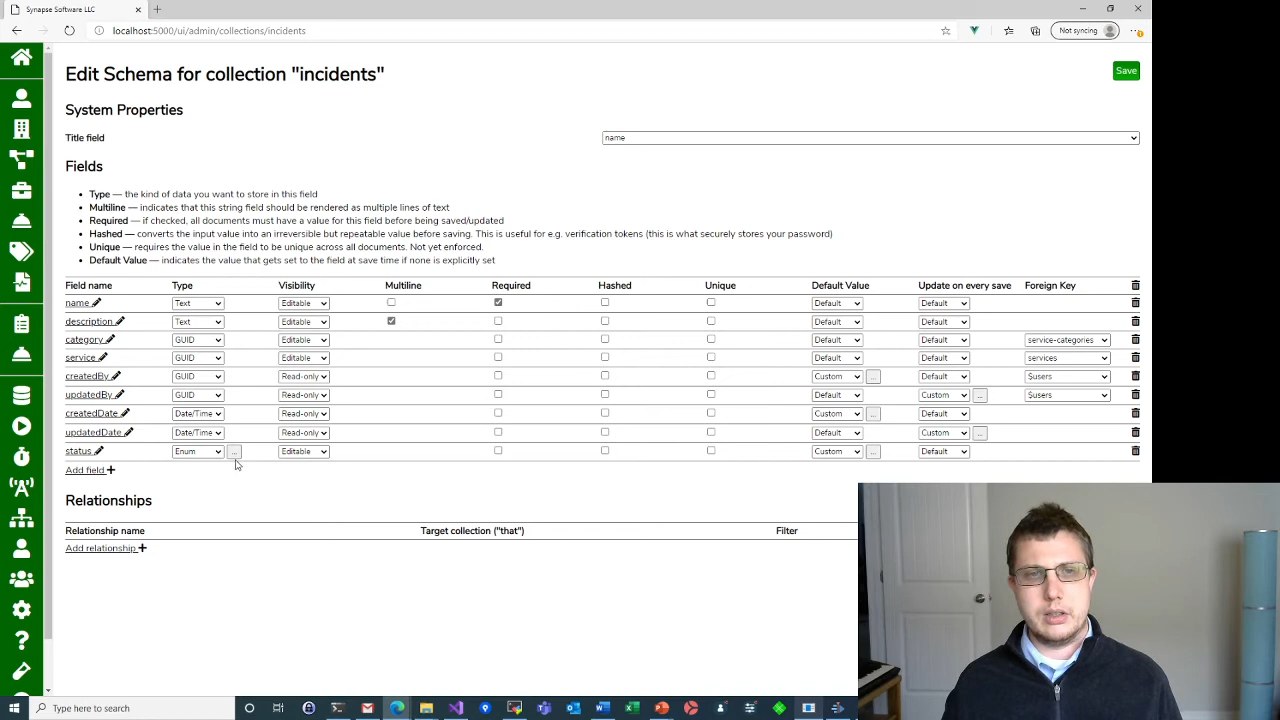 Synapse Software LLC
localhost:5000/ui/admin/collections/incidents
Not syncing
Edit Schema for collection "incidents"
Save
System Properties
Title field name
Fields
• Type — the kind of data you want to store in this field
• Multiline — indicates that this string field should be rendered as multiple lines of text
• Required — if checked, all documents must have a value for this field before being saved/updated
• Hashed — converts the input value into an irreversible but repeatable value before saving. This is useful for e.g. verification tokens (this is what securely stores your password)
• Unique — requires the value in the field to be unique across all documents. Not yet enforced.
• Default Value — indicates the value that gets set to the field at save time if none is explicitly set
Field name Type Visibility Multiline Required Hashed Unique Default Value Update on every save Foreign Key
name Text Editable Default Default
description Text Editable Default Default
category GUID Editable Default Default service-categories
service GUID Editable Default Default services
createdBy GUID Read-only Custom ... Default $users
updatedBy GUID Read-only Default Custom ... $users
createdDate Date/Time Read-only Custom ... Default
updatedDate Date/Time Read-only Default Custom ...
status Enum ... Editable Custom ... Default
Add field +
Relationships
Relationship name Target collection ("that") Filter
Add relationship +
Type here to search